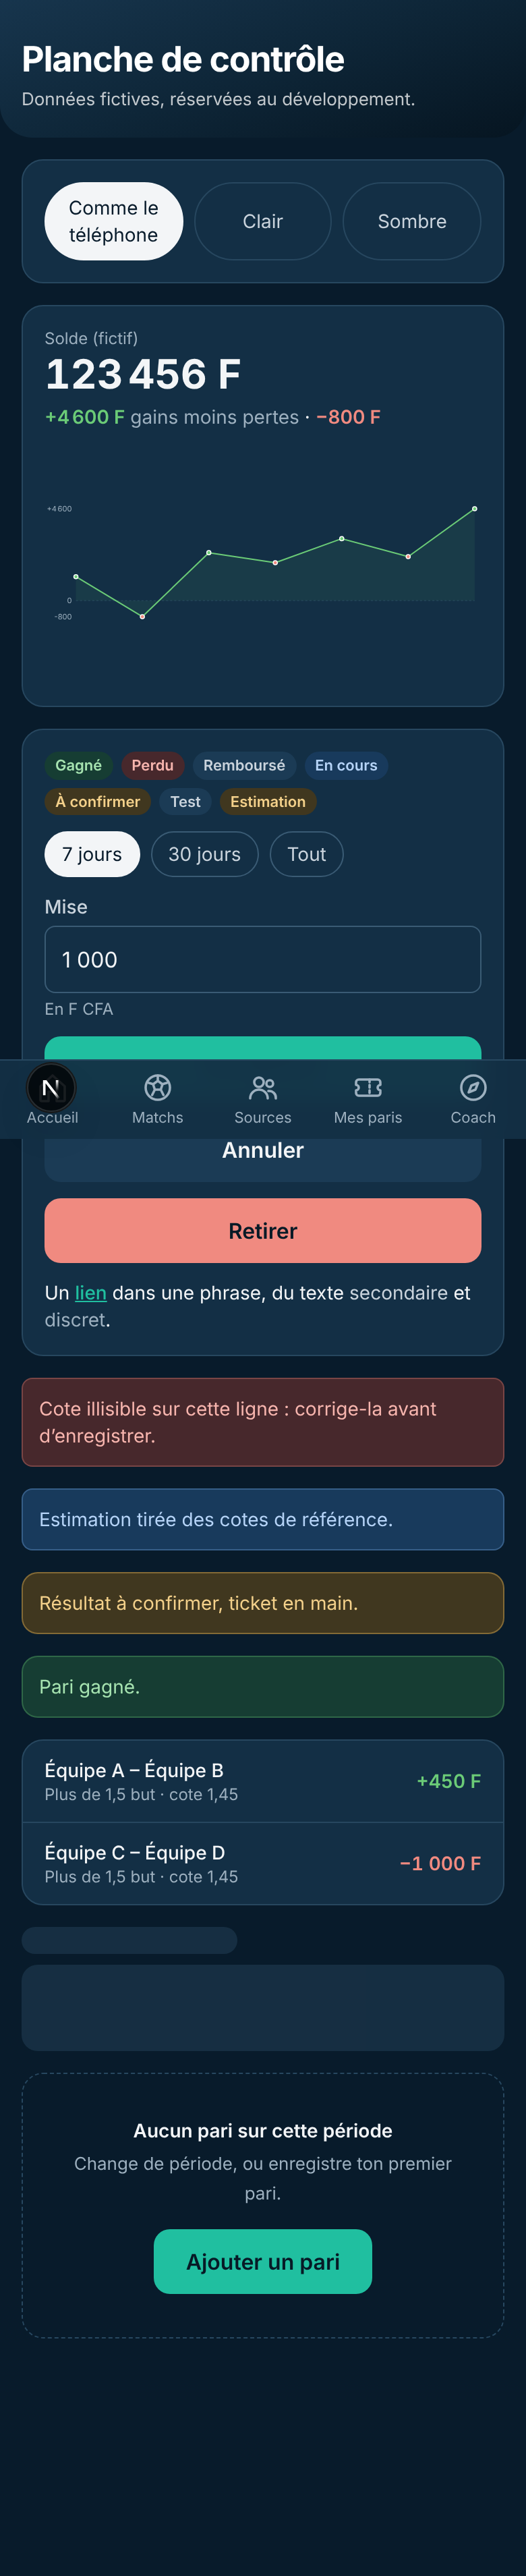 Planche de contrôle
Données fictives, réservées au développement.
Comme le
téléphone
Clair
Sombre
Solde (fictif)
123 456 F
+4 600 F gains moins pertes · −800 F
+4 600
0
-800
Gagné
Perdu
Remboursé
En cours
À confirmer
Test
Estimation
7 jours
30 jours
Tout
Mise
1 000
En F CFA
N
Accueil
Matchs
Sources
Mes paris
Coach
Annuler
Retirer
Un lien dans une phrase, du texte secondaire et
discret.
Cote illisible sur cette ligne : corrige-la avant
d’enregistrer.
Estimation tirée des cotes de référence.
Résultat à confirmer, ticket en main.
Pari gagné.
Équipe A – Équipe B
Plus de 1,5 but · cote 1,45
+450 F
Équipe C – Équipe D
Plus de 1,5 but · cote 1,45
−1 000 F
Aucun pari sur cette période
Change de période, ou enregistre ton premier
pari.
Ajouter un pari